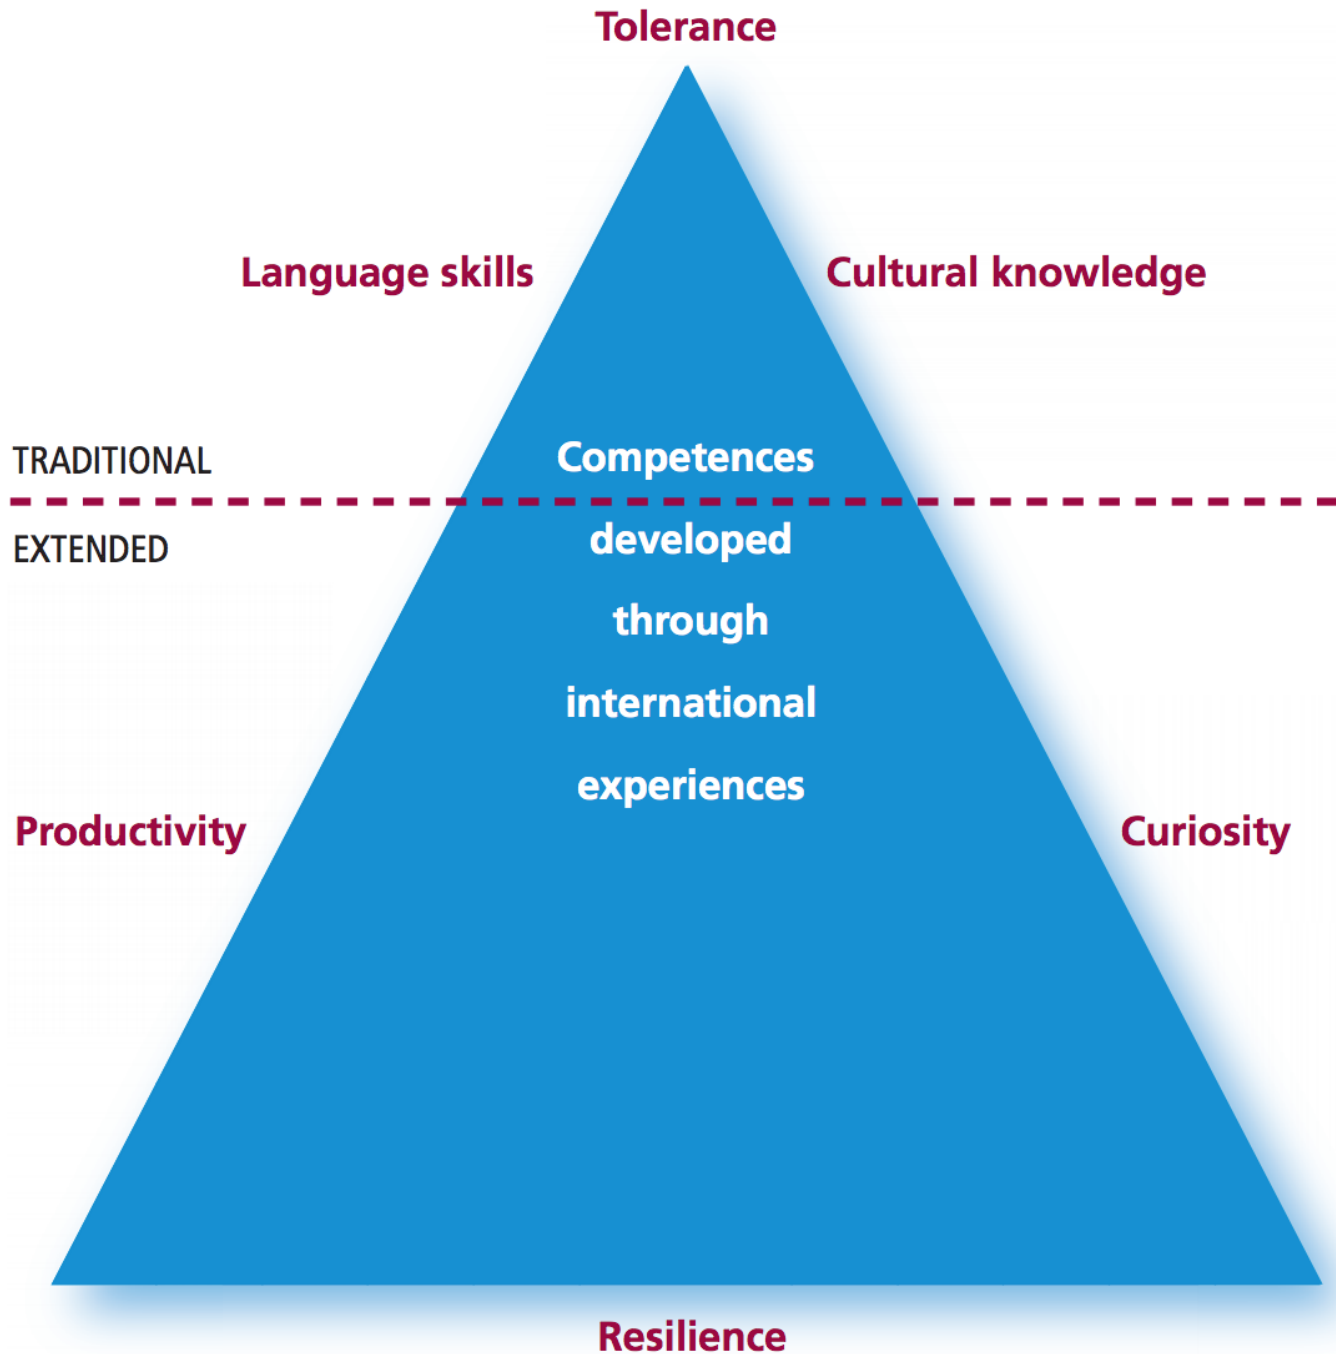 Tolerance
Language skills
Cultural knowledge
TRADITIONAL
Competences
EXTENDED
developed
through
international
experiences
Productivity
Curiosity
Resilience